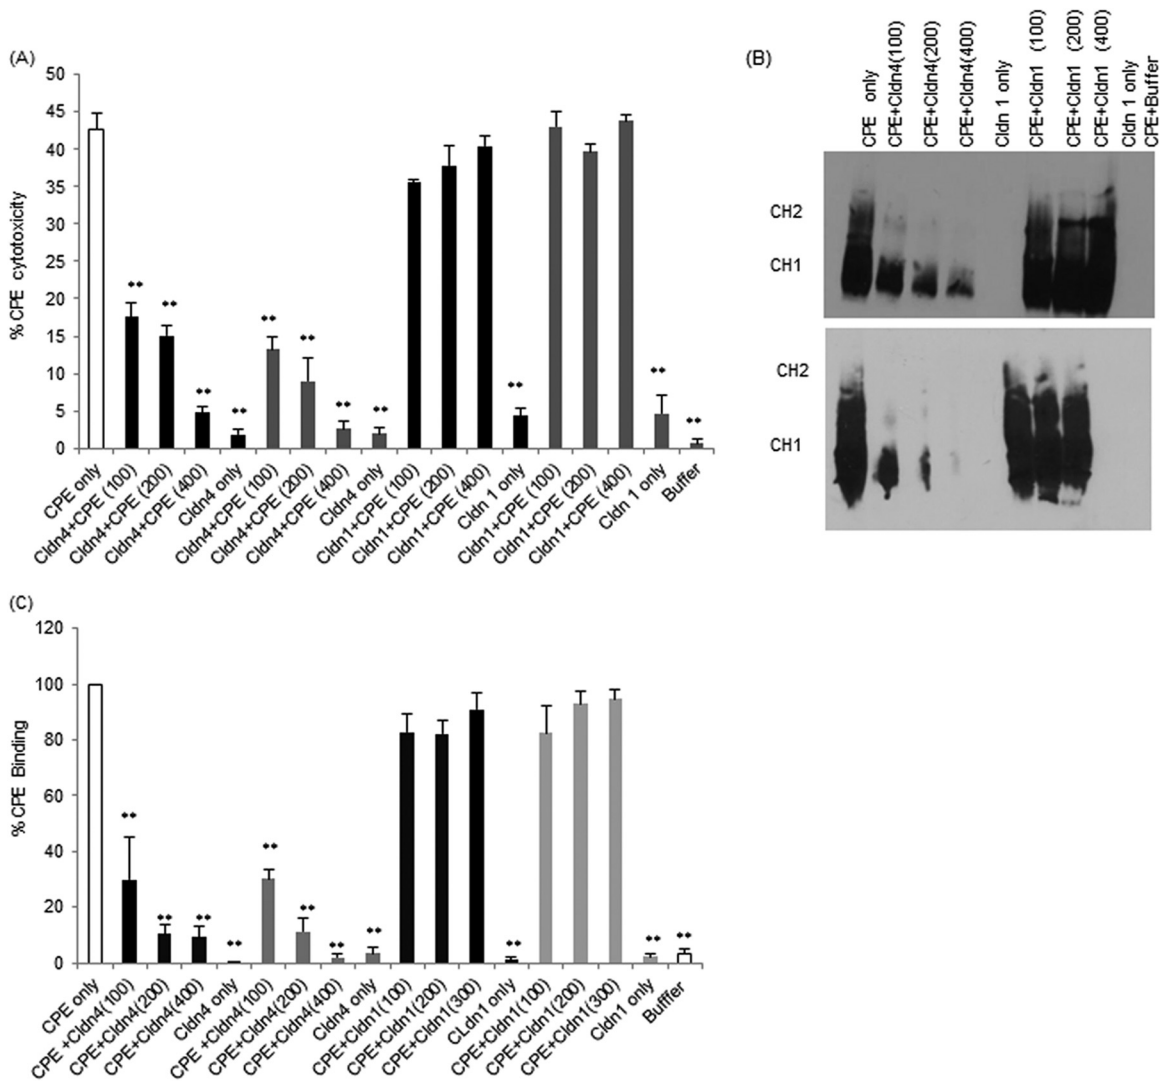 (A)
% CPE cytotoxicity
50
45
40
35
30
25
20
15
10
5
0
**
**
**
**
**
**
**
**
**
**
**
CPE only
Cldn4+CPE (100)
Cldn4+CPE (200)
Cldn4+CPE (400)
Cldn4 only
Cldn4+CPE (100)
Cldn4+CPE (200)
Cldn4+CPE (400)
Cldn4 only
Cldn1+CPE (100)
Cldn1+CPE (200)
Cldn1+CPE (400)
Cldn 1 only
Cldn1+CPE (100)
Cldn1+CPE (200)
Cldn1+CPE (400)
Cldn 1 only
Buffer
(B)
CPE only
CPE+Cldn4(100)
CPE+Cldn4(200)
CPE+Cldn4(400)
Cldn 1 only
CPE+Cldn1 (100)
CPE+Cldn1 (200)
CPE+Cldn1 (400)
Cldn 1 only
CPE+Buffer
CH2
CH1
CH2
CH1
(C)
% CPE Binding
120
100
80
60
40
20
0
**
**
**
**
**
**
**
**
**
**
**
CPE only
CPE +Cldn4(100)
CPE+Cldn4(200)
CPE+Cldn4(400)
Cldn4 only
CPE +Cldn4(100)
CPE+Cldn4(200)
CPE+Cldn4(400)
Cldn4 only
CPE+Cldn1(100)
CPE+Cldn1(200)
CPE+Cldn1(300)
CLdn1 only
CPE+Cldn1(100)
CPE+Cldn1(200)
CPE+Cldn1(300)
Cldn1 only
Bufffer